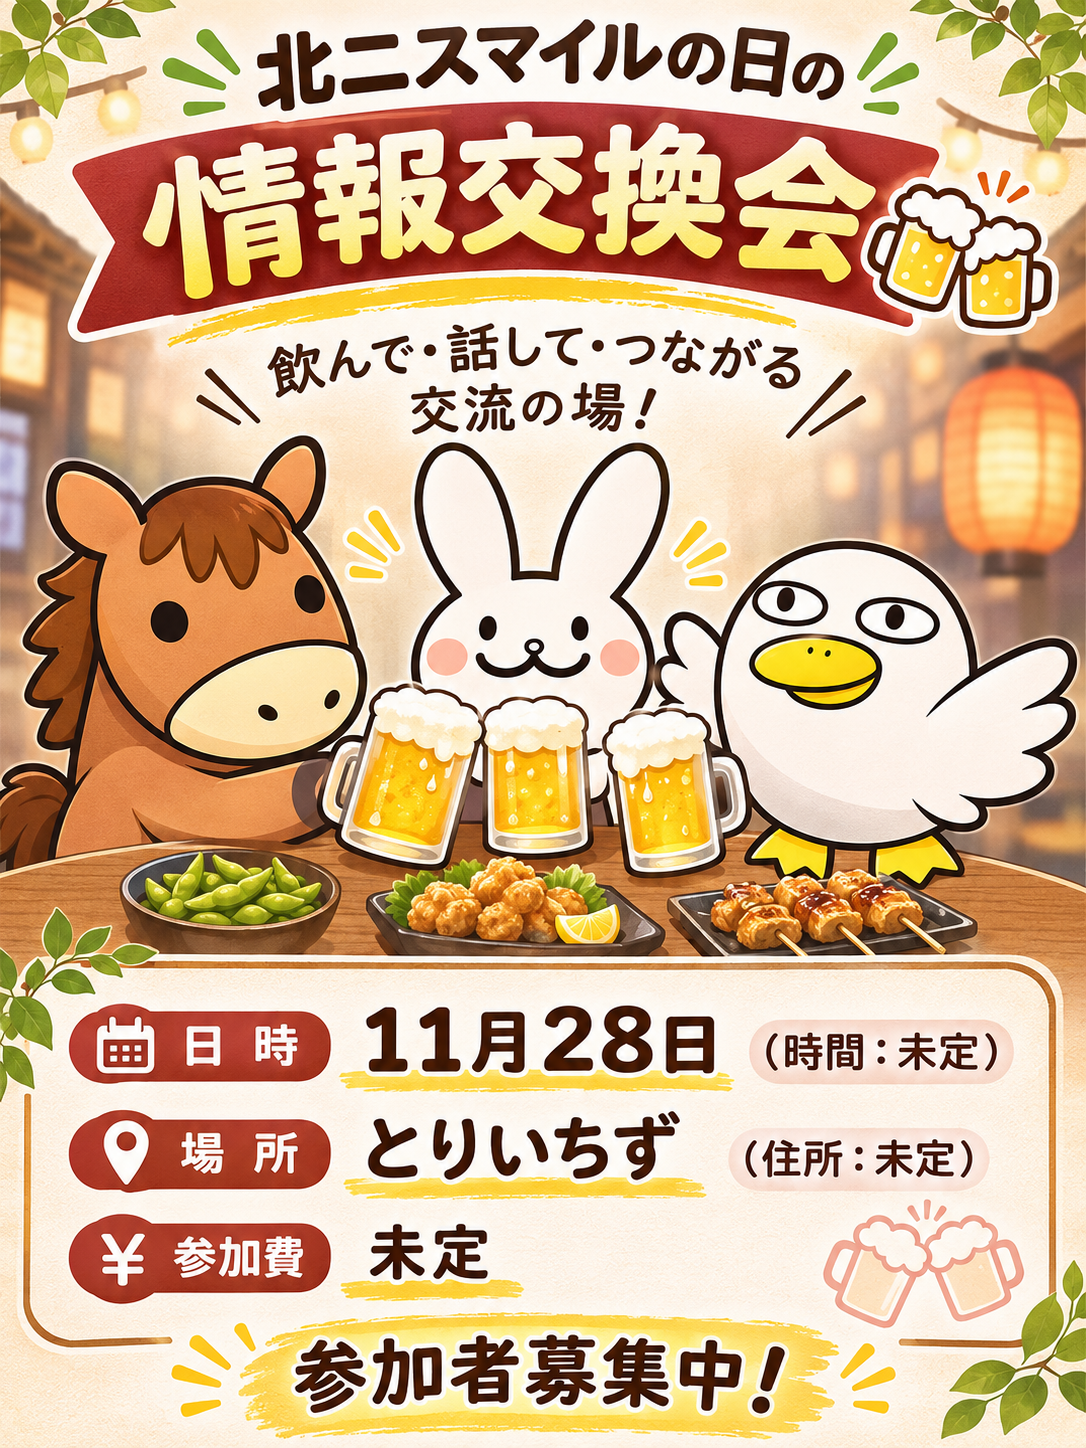 北二スマイルの日の
情報交換会
飲んで・話して・つながる
交流の場！
日時 11月28日 （時間：未定）
場所 とりいちず （住所：未定）
¥ 参加費 未定
参加者募集中！